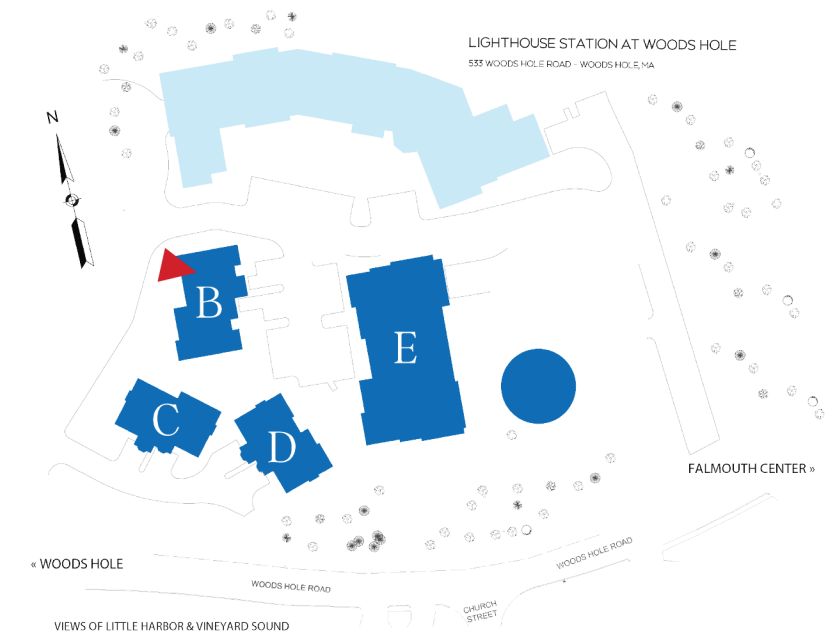 LIGHTHOUSE STATION AT WOODS HOLE
533 WOODS HOLE ROAD - WOODS HOLE, MA
N
B
E
C
D
FALMOUTH CENTER »
« WOODS HOLE
WOODS HOLE ROAD
WOODS HOLE ROAD
CHURCH
STREET
VIEWS OF LITTLE HARBOR & VINEYARD SOUND